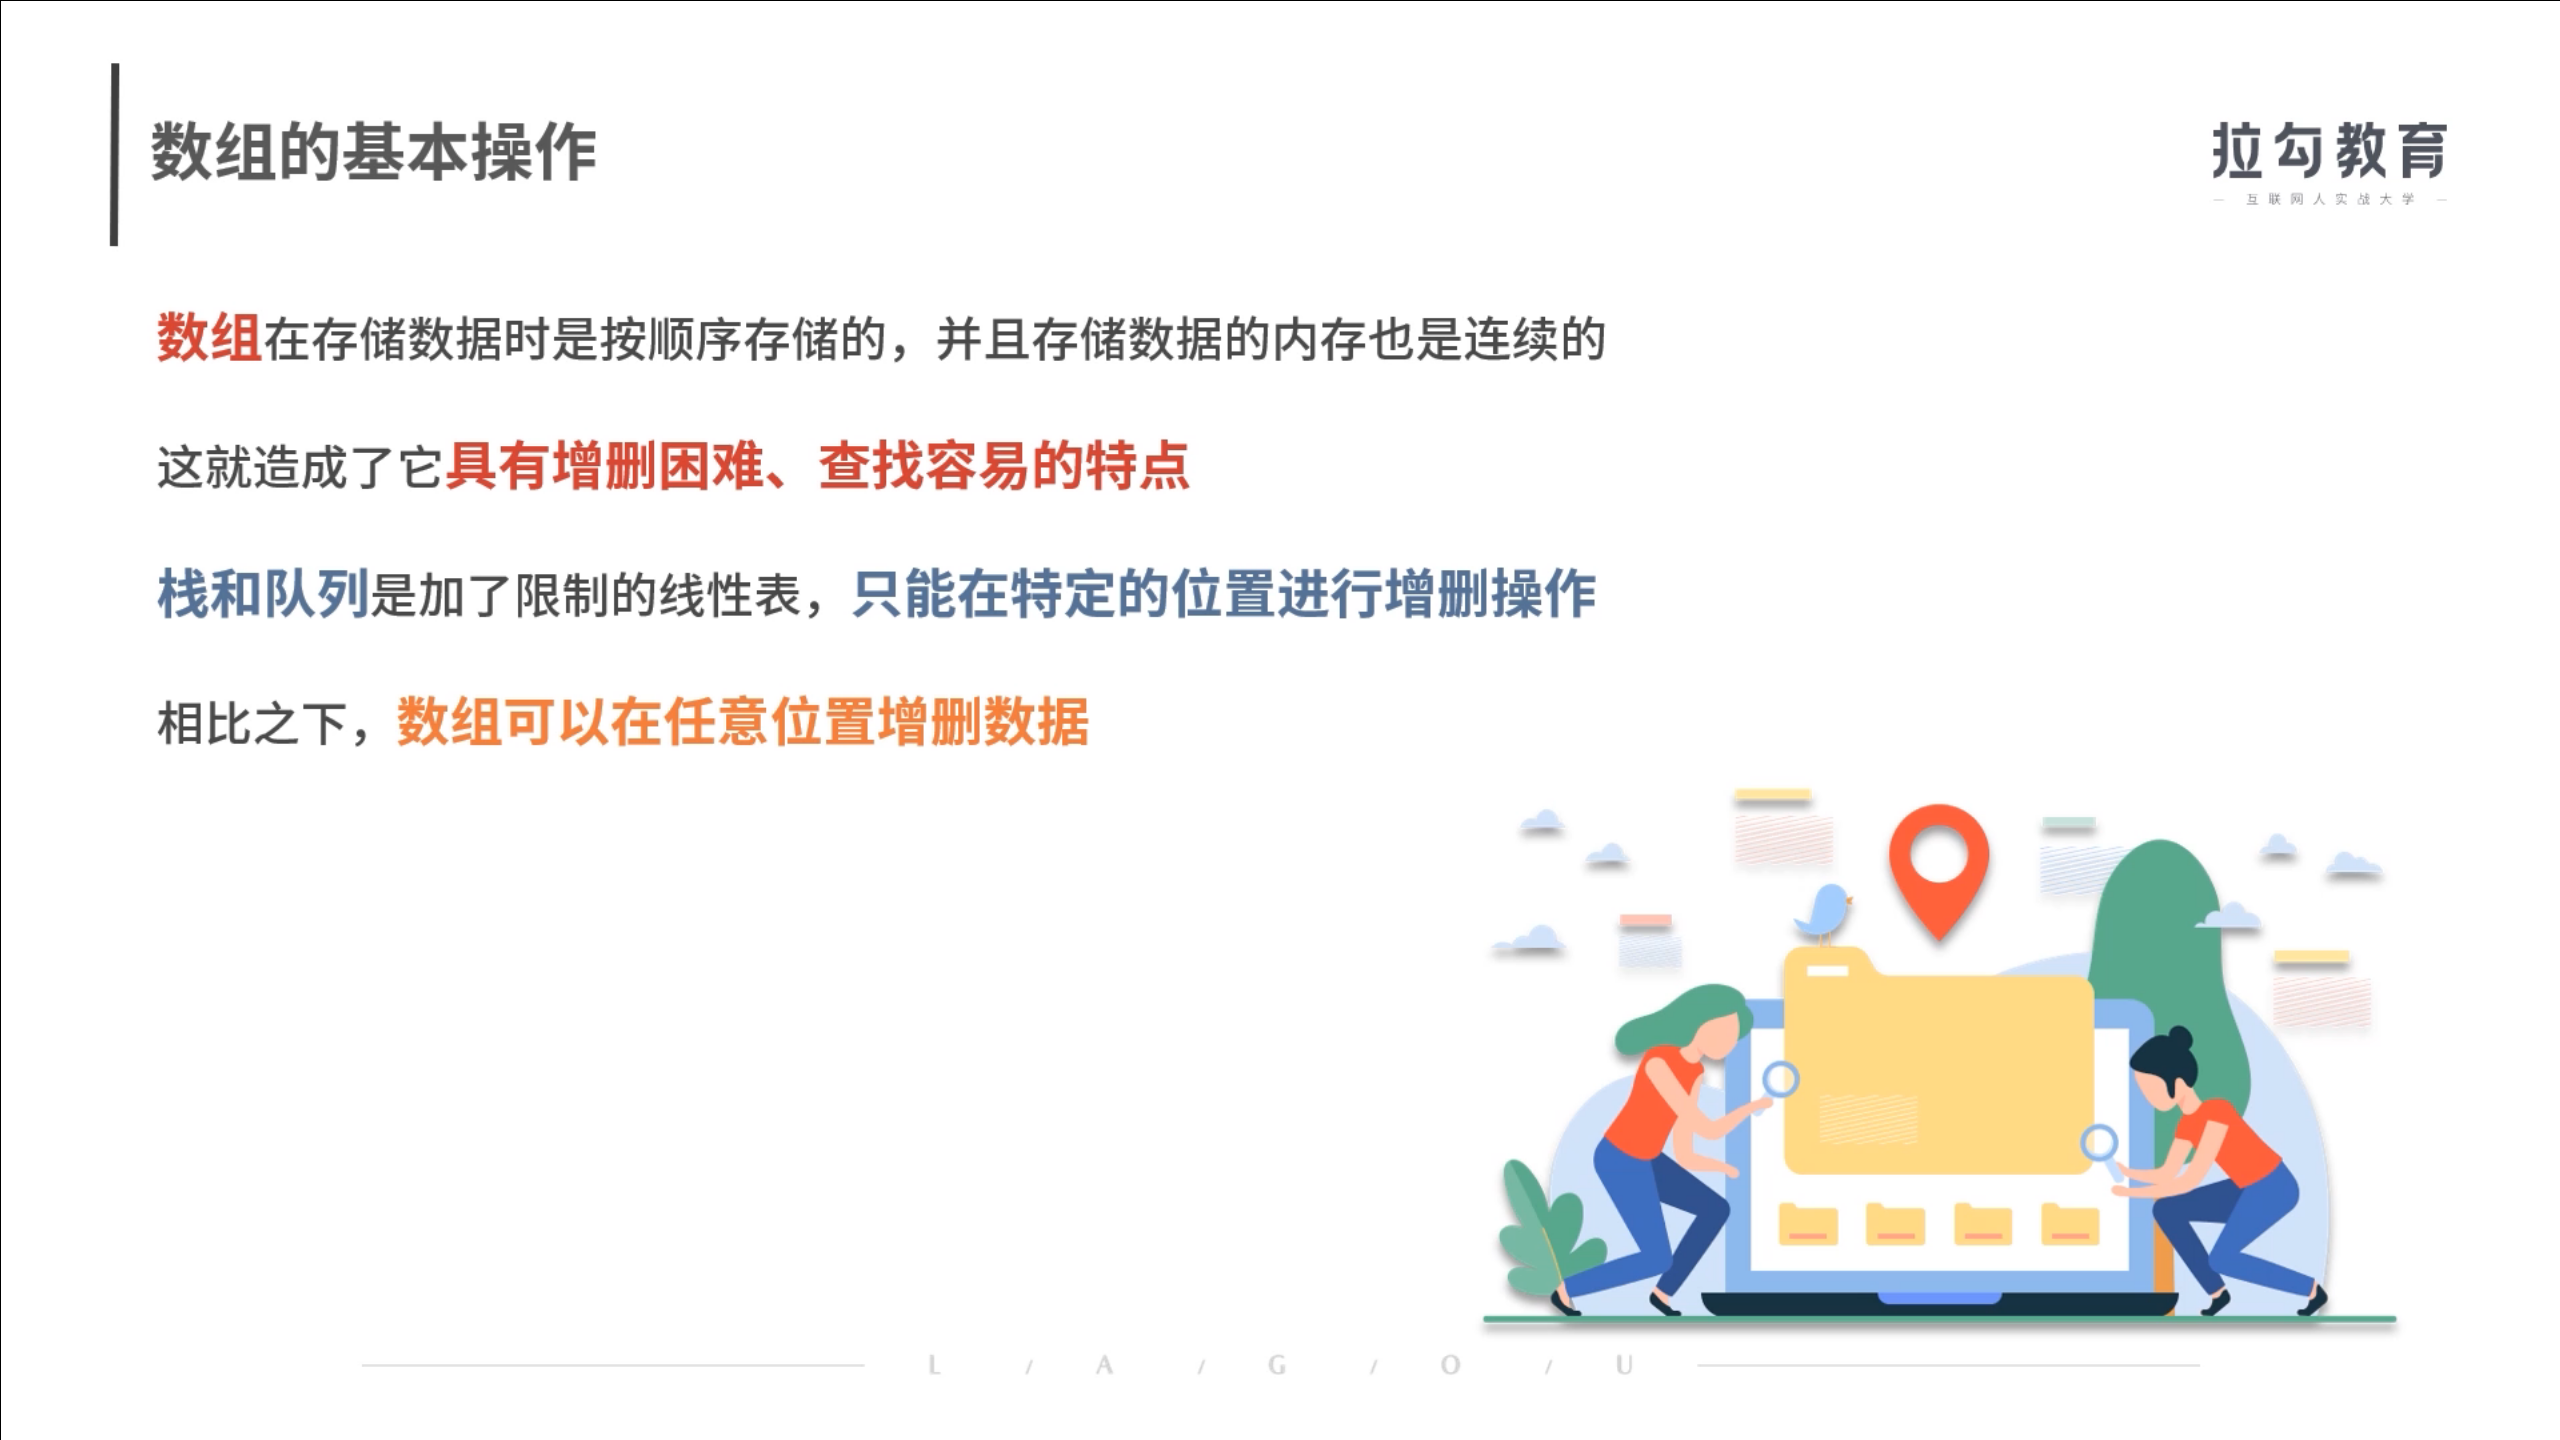 数组的基本操作
拉勾教育
— 互联网人实战大学 —
数组在存储数据时是按顺序存储的，并且存储数据的内存也是连续的
这就造成了它具有增删困难、查找容易的特点
栈和队列是加了限制的线性表，只能在特定的位置进行增删操作
相比之下，数组可以在任意位置增删数据
L / A / G / O / U